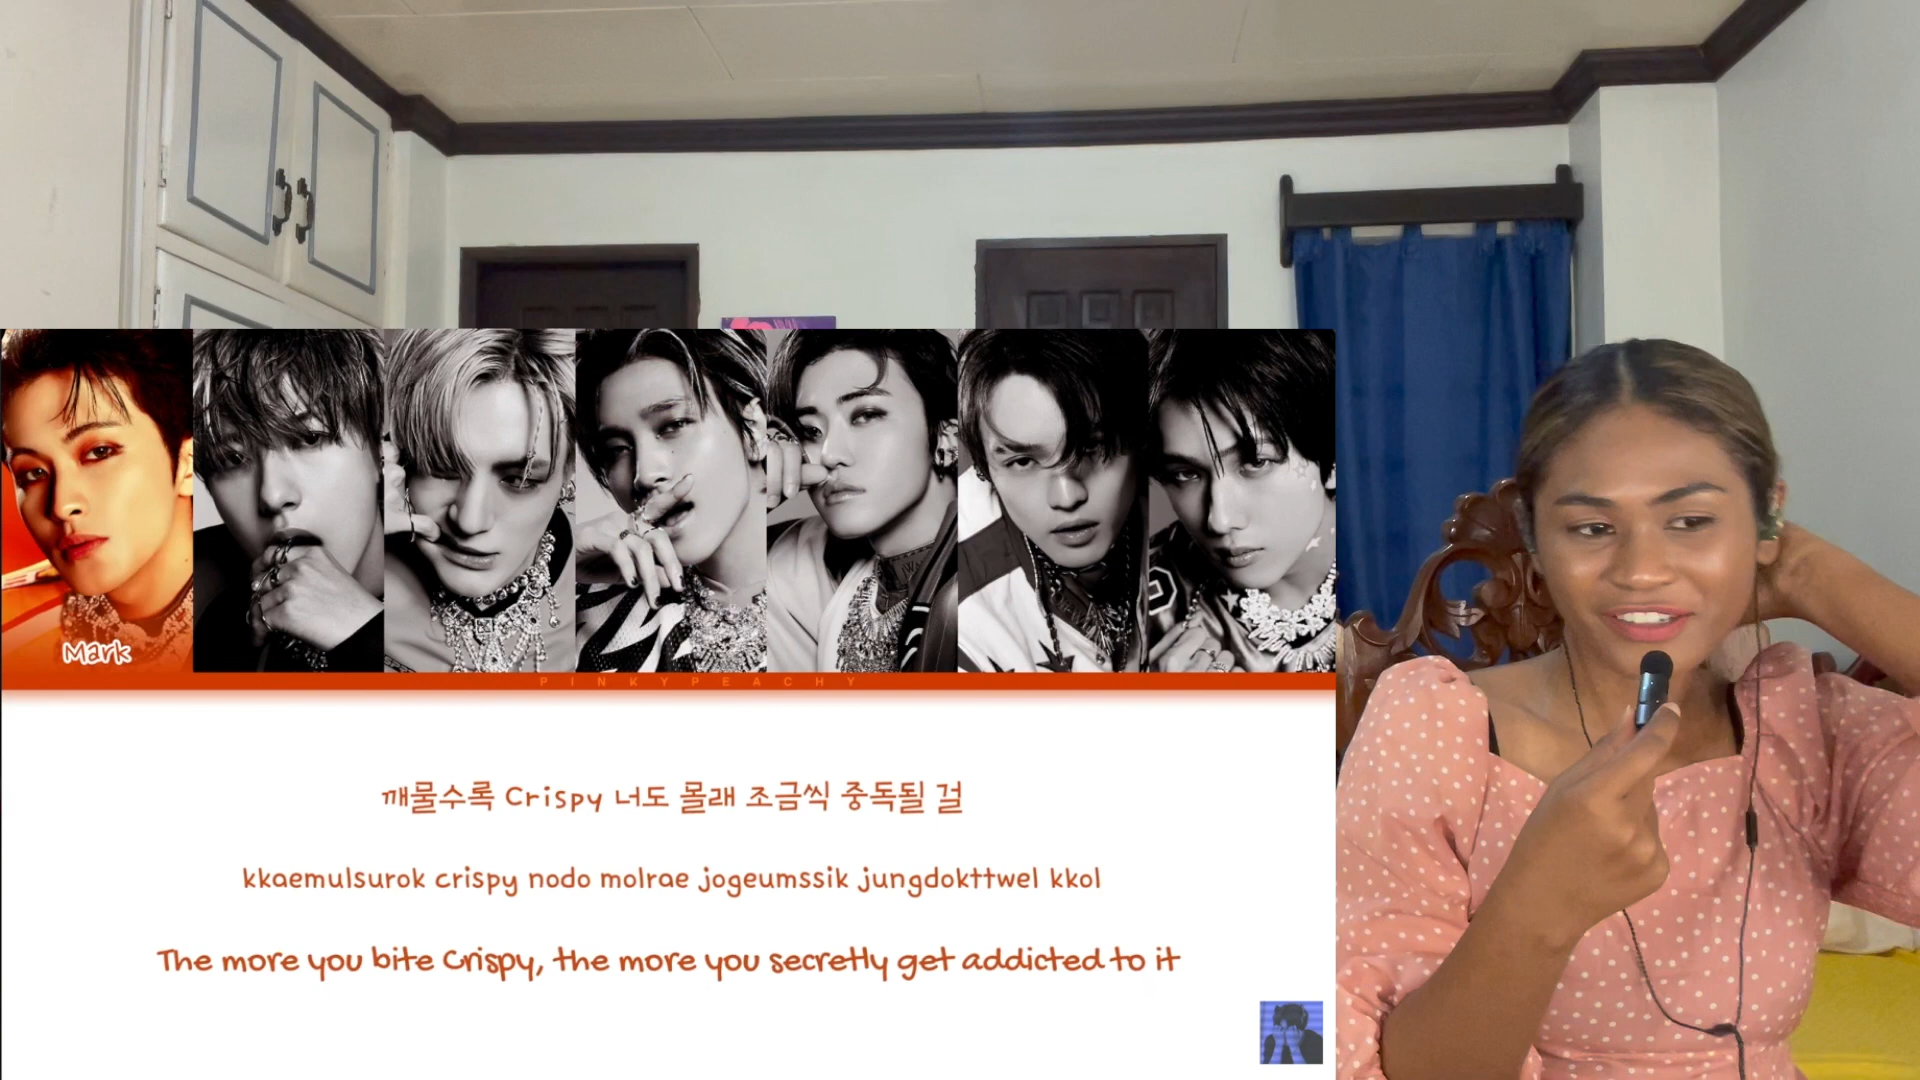 Mark
PINKYPEACHY
깨물수록 Crispy 너도 몰래 조금씩 중독될 걸
kkaemulsurok crispy nodo molrae jogeumssik jungdokttwel kkol
The more you bite Crispy, the more you secretly get addicted to it